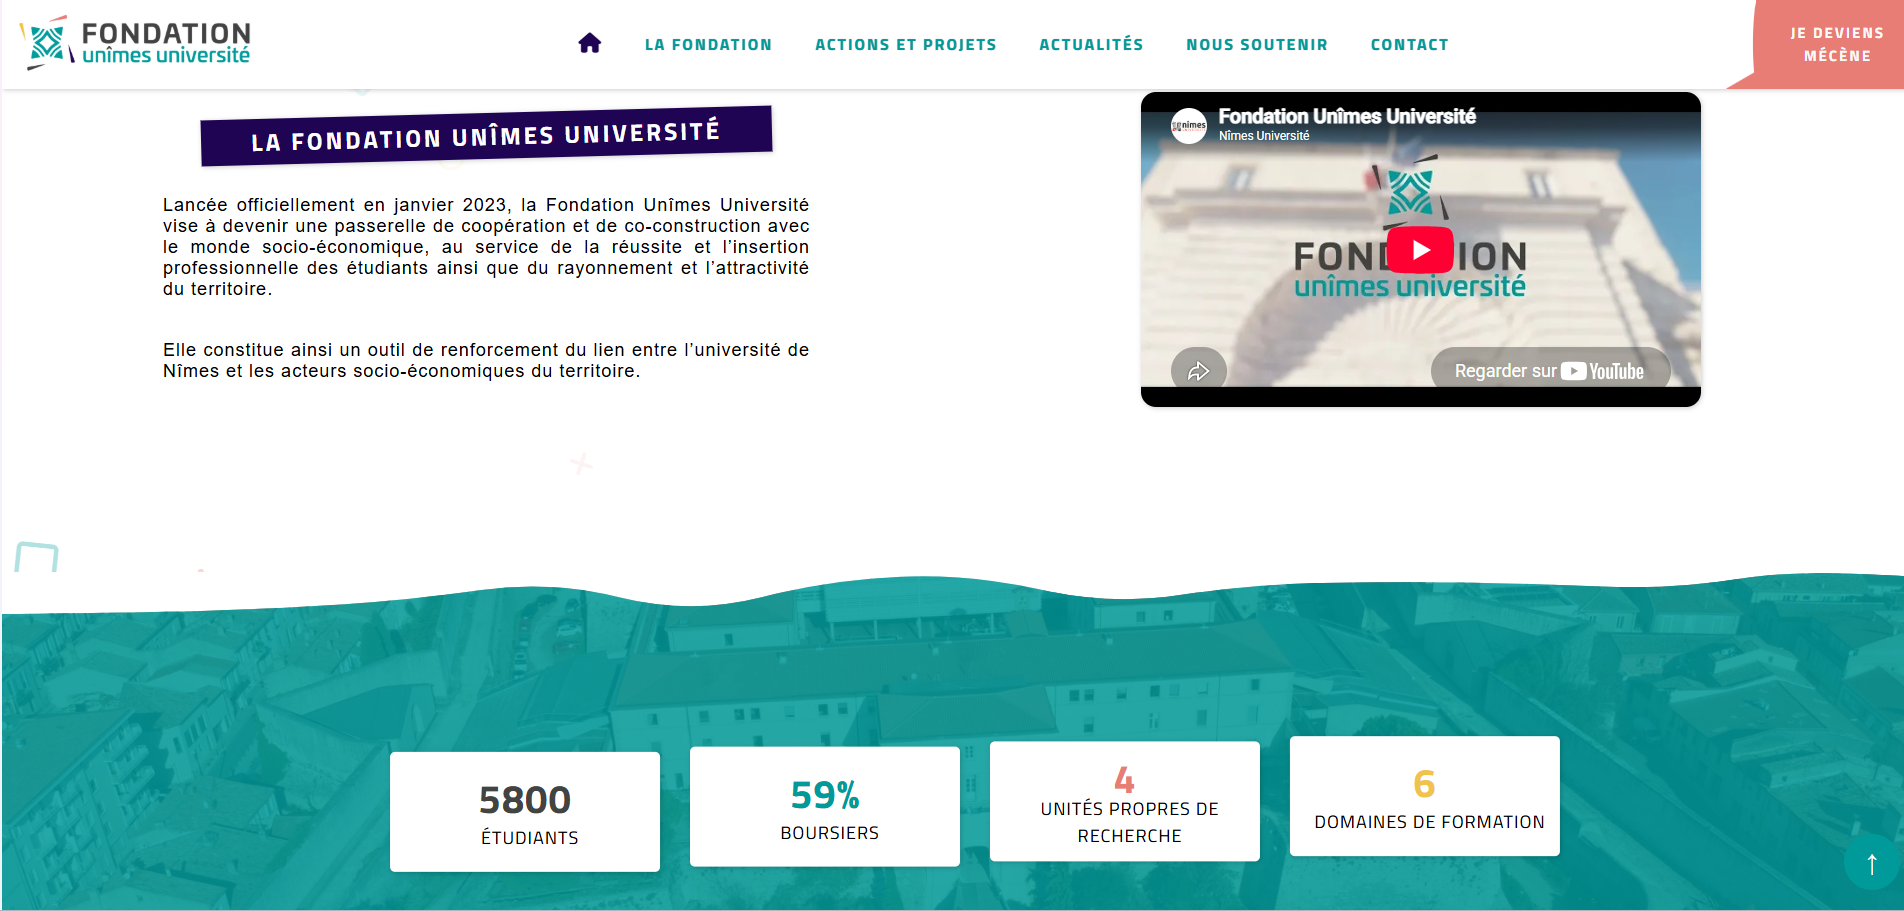 FONDATION
unîmes université
LA FONDATION
ACTIONS ET PROJETS
ACTUALITÉS
NOUS SOUTENIR
CONTACT
JE DEVIENS
MÉCÈNE
LA FONDATION UNÎMES UNIVERSITÉ
Lancée officiellement en janvier 2023, la Fondation Unîmes Université
vise à devenir une passerelle de coopération et de co-construction avec
le monde socio-économique, au service de la réussite et l’insertion
professionnelle des étudiants ainsi que du rayonnement et l’attractivité
du territoire.
Elle constitue ainsi un outil de renforcement du lien entre l’université de
Nîmes et les acteurs socio-économiques du territoire.
Fondation Unîmes Université
Nîmes Université
unîmes université
Regarder sur YouTube
5800
ÉTUDIANTS
59%
BOURSIERS
4
UNITÉS PROPRES DE
RECHERCHE
6
DOMAINES DE FORMATION
↑